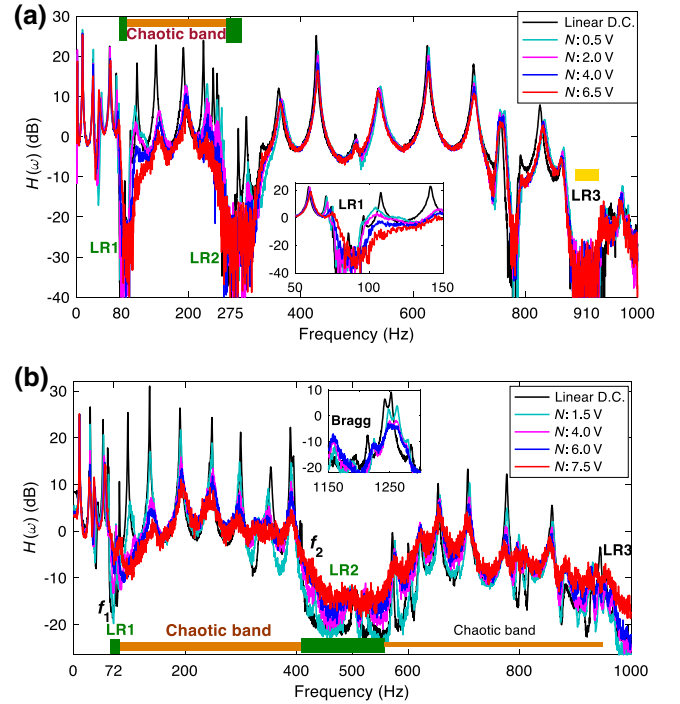 (a)
30
20
10
0
−10
−20
−30
−40
H(ω) (dB)
Chaotic band
Linear D.C.
N: 0.5 V
N: 2.0 V
N: 4.0 V
N: 6.5 V
LR1
LR2
LR3
20
0
−20
−40
LR1
50 100 150
0 80 200 275 400 600 800 910 1000
Frequency (Hz)
(b)
30
20
10
0
−10
−20
H(ω) (dB)
10
0
−10
−20
Bragg
1150 1250
Linear D.C.
N: 1.5 V
N: 4.0 V
N: 6.0 V
N: 7.5 V
f1
LR1
f2
LR2
LR3
Chaotic band
Chaotic band
0 72 200 400 600 800 1000
Frequency (Hz)